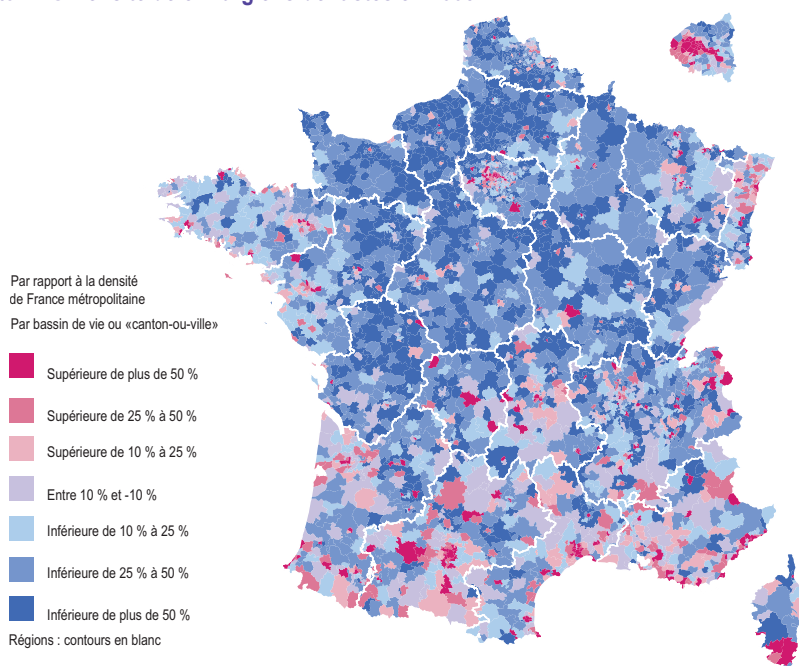 Par rapport à la densité
de France métropolitaine
Par bassin de vie ou «canton-ou-ville»
Supérieure de plus de 50 %
Supérieure de 25 % à 50 %
Supérieure de 10 % à 25 %
Entre 10 % et -10 %
Inférieure de 10 % à 25 %
Inférieure de 25 % à 50 %
Inférieure de plus de 50 %
Régions : contours en blanc